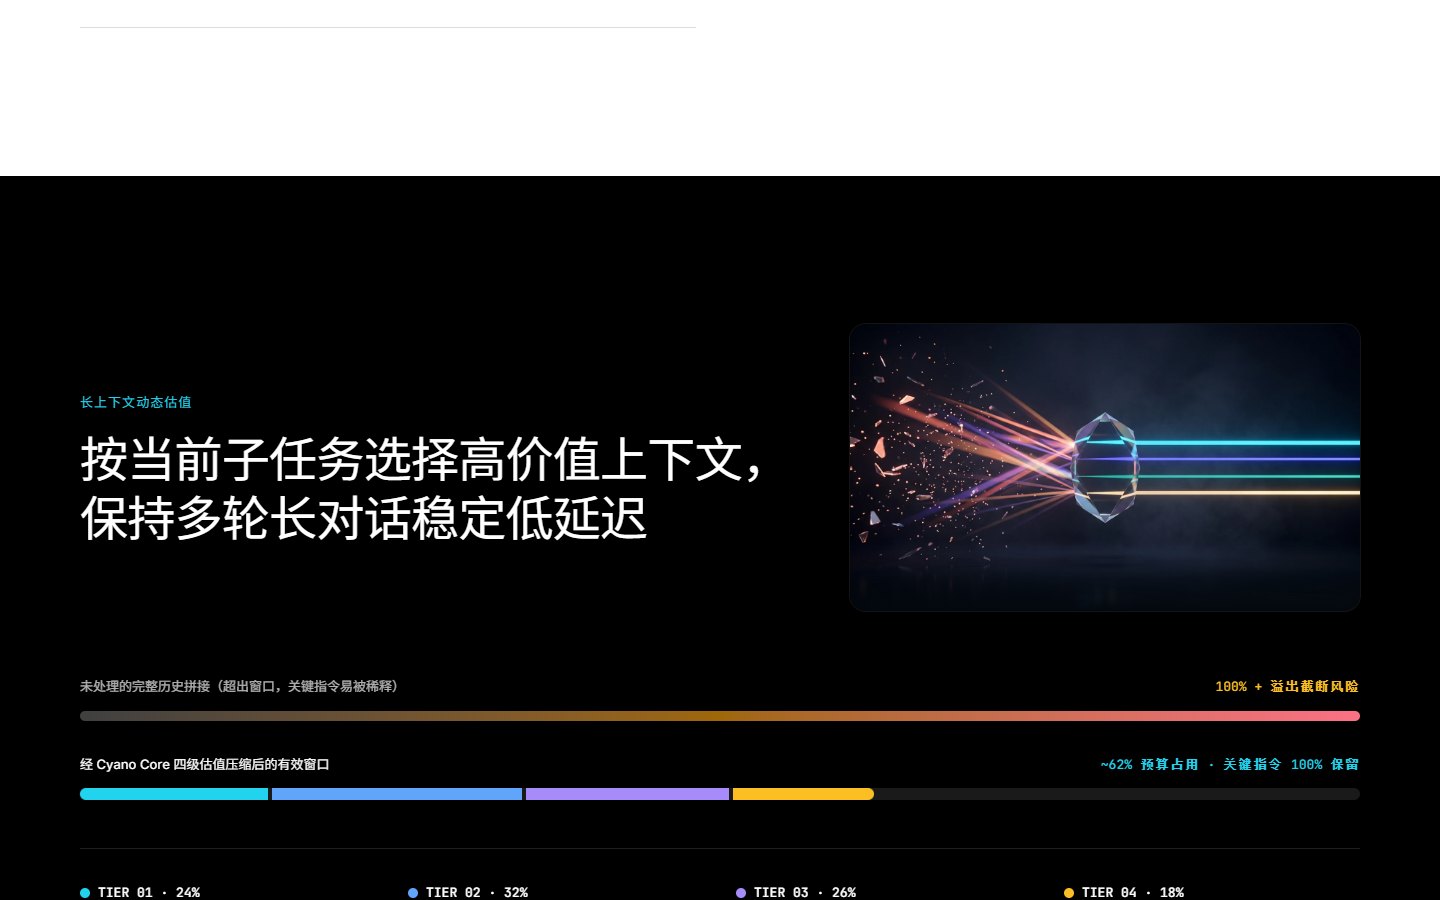 长上下文动态估值
按当前子任务选择高价值上下文，
保持多轮长对话稳定低延迟
未处理的完整历史拼接（超出窗口，关键指令易被稀释）
100% + 溢出截断风险
经 Cyano Core 四级估值压缩后的有效窗口
~62% 预算占用 · 关键指令 100% 保留
TIER 01 · 24%
TIER 02 · 32%
TIER 03 · 26%
TIER 04 · 18%